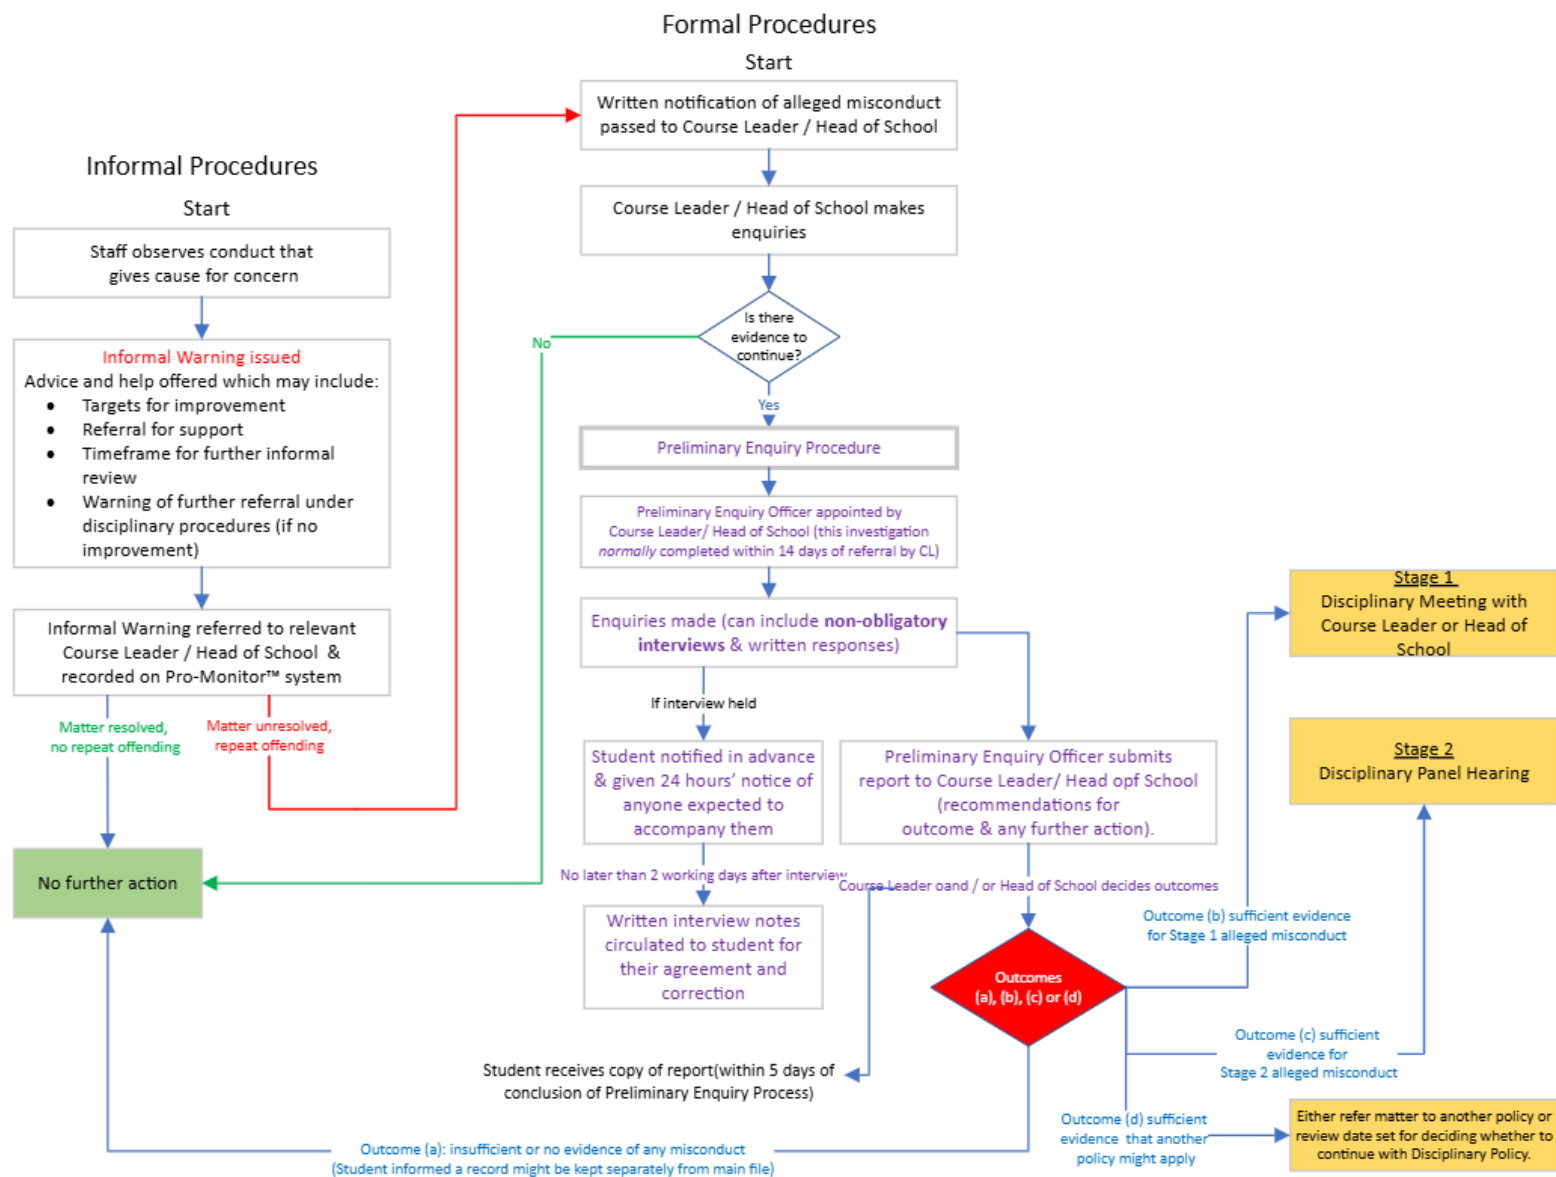 Formal Procedures
Start
Written notification of alleged misconduct
passed to Course Leader / Head of School
Course Leader / Head of School makes
enquiries
Is there
evidence to
continue?
No
Yes
Preliminary Enquiry Procedure
Preliminary Enquiry Officer appointed by
Course Leader/ Head of School (this investigation
normally completed within 14 days of referral by CL)
Enquiries made (can include non-obligatory
interviews & written responses)
If interview held
Student notified in advance
& given 24 hours’ notice of
anyone expected to
accompany them
No later than 2 working days after interview
Written interview notes
circulated to student for
their agreement and
correction
Preliminary Enquiry Officer submits
report to Course Leader/ Head opf School
(recommendations for
outcome & any further action).
Course Leader oand / or Head of School decides outcomes
Student receives copy of report(within 5 days of
conclusion of Preliminary Enquiry Process)
Outcomes
(a), (b), (c) or (d)
Outcome (a): insufficient or no evidence of any misconduct
(Student informed a record might be kept separately from main file)
Outcome (b) sufficient evidence
for Stage 1 alleged misconduct
Outcome (c) sufficient
evidence for
Stage 2 alleged misconduct
Outcome (d) sufficient
evidence that another
policy might apply
Stage 1
Disciplinary Meeting with
Course Leader or Head of
School
Stage 2
Disciplinary Panel Hearing
Either refer matter to another policy or
review date set for deciding whether to
continue with Disciplinary Policy.
Informal Procedures
Start
Staff observes conduct that
gives cause for concern
Informal Warning issued
Advice and help offered which may include:
• Targets for improvement
• Referral for support
• Timeframe for further informal
review
• Warning of further referral under
disciplinary procedures (if no
improvement)
Informal Warning referred to relevant
Course Leader / Head of School &
recorded on Pro-Monitor™ system
Matter resolved,
no repeat offending
Matter unresolved,
repeat offending
No further action